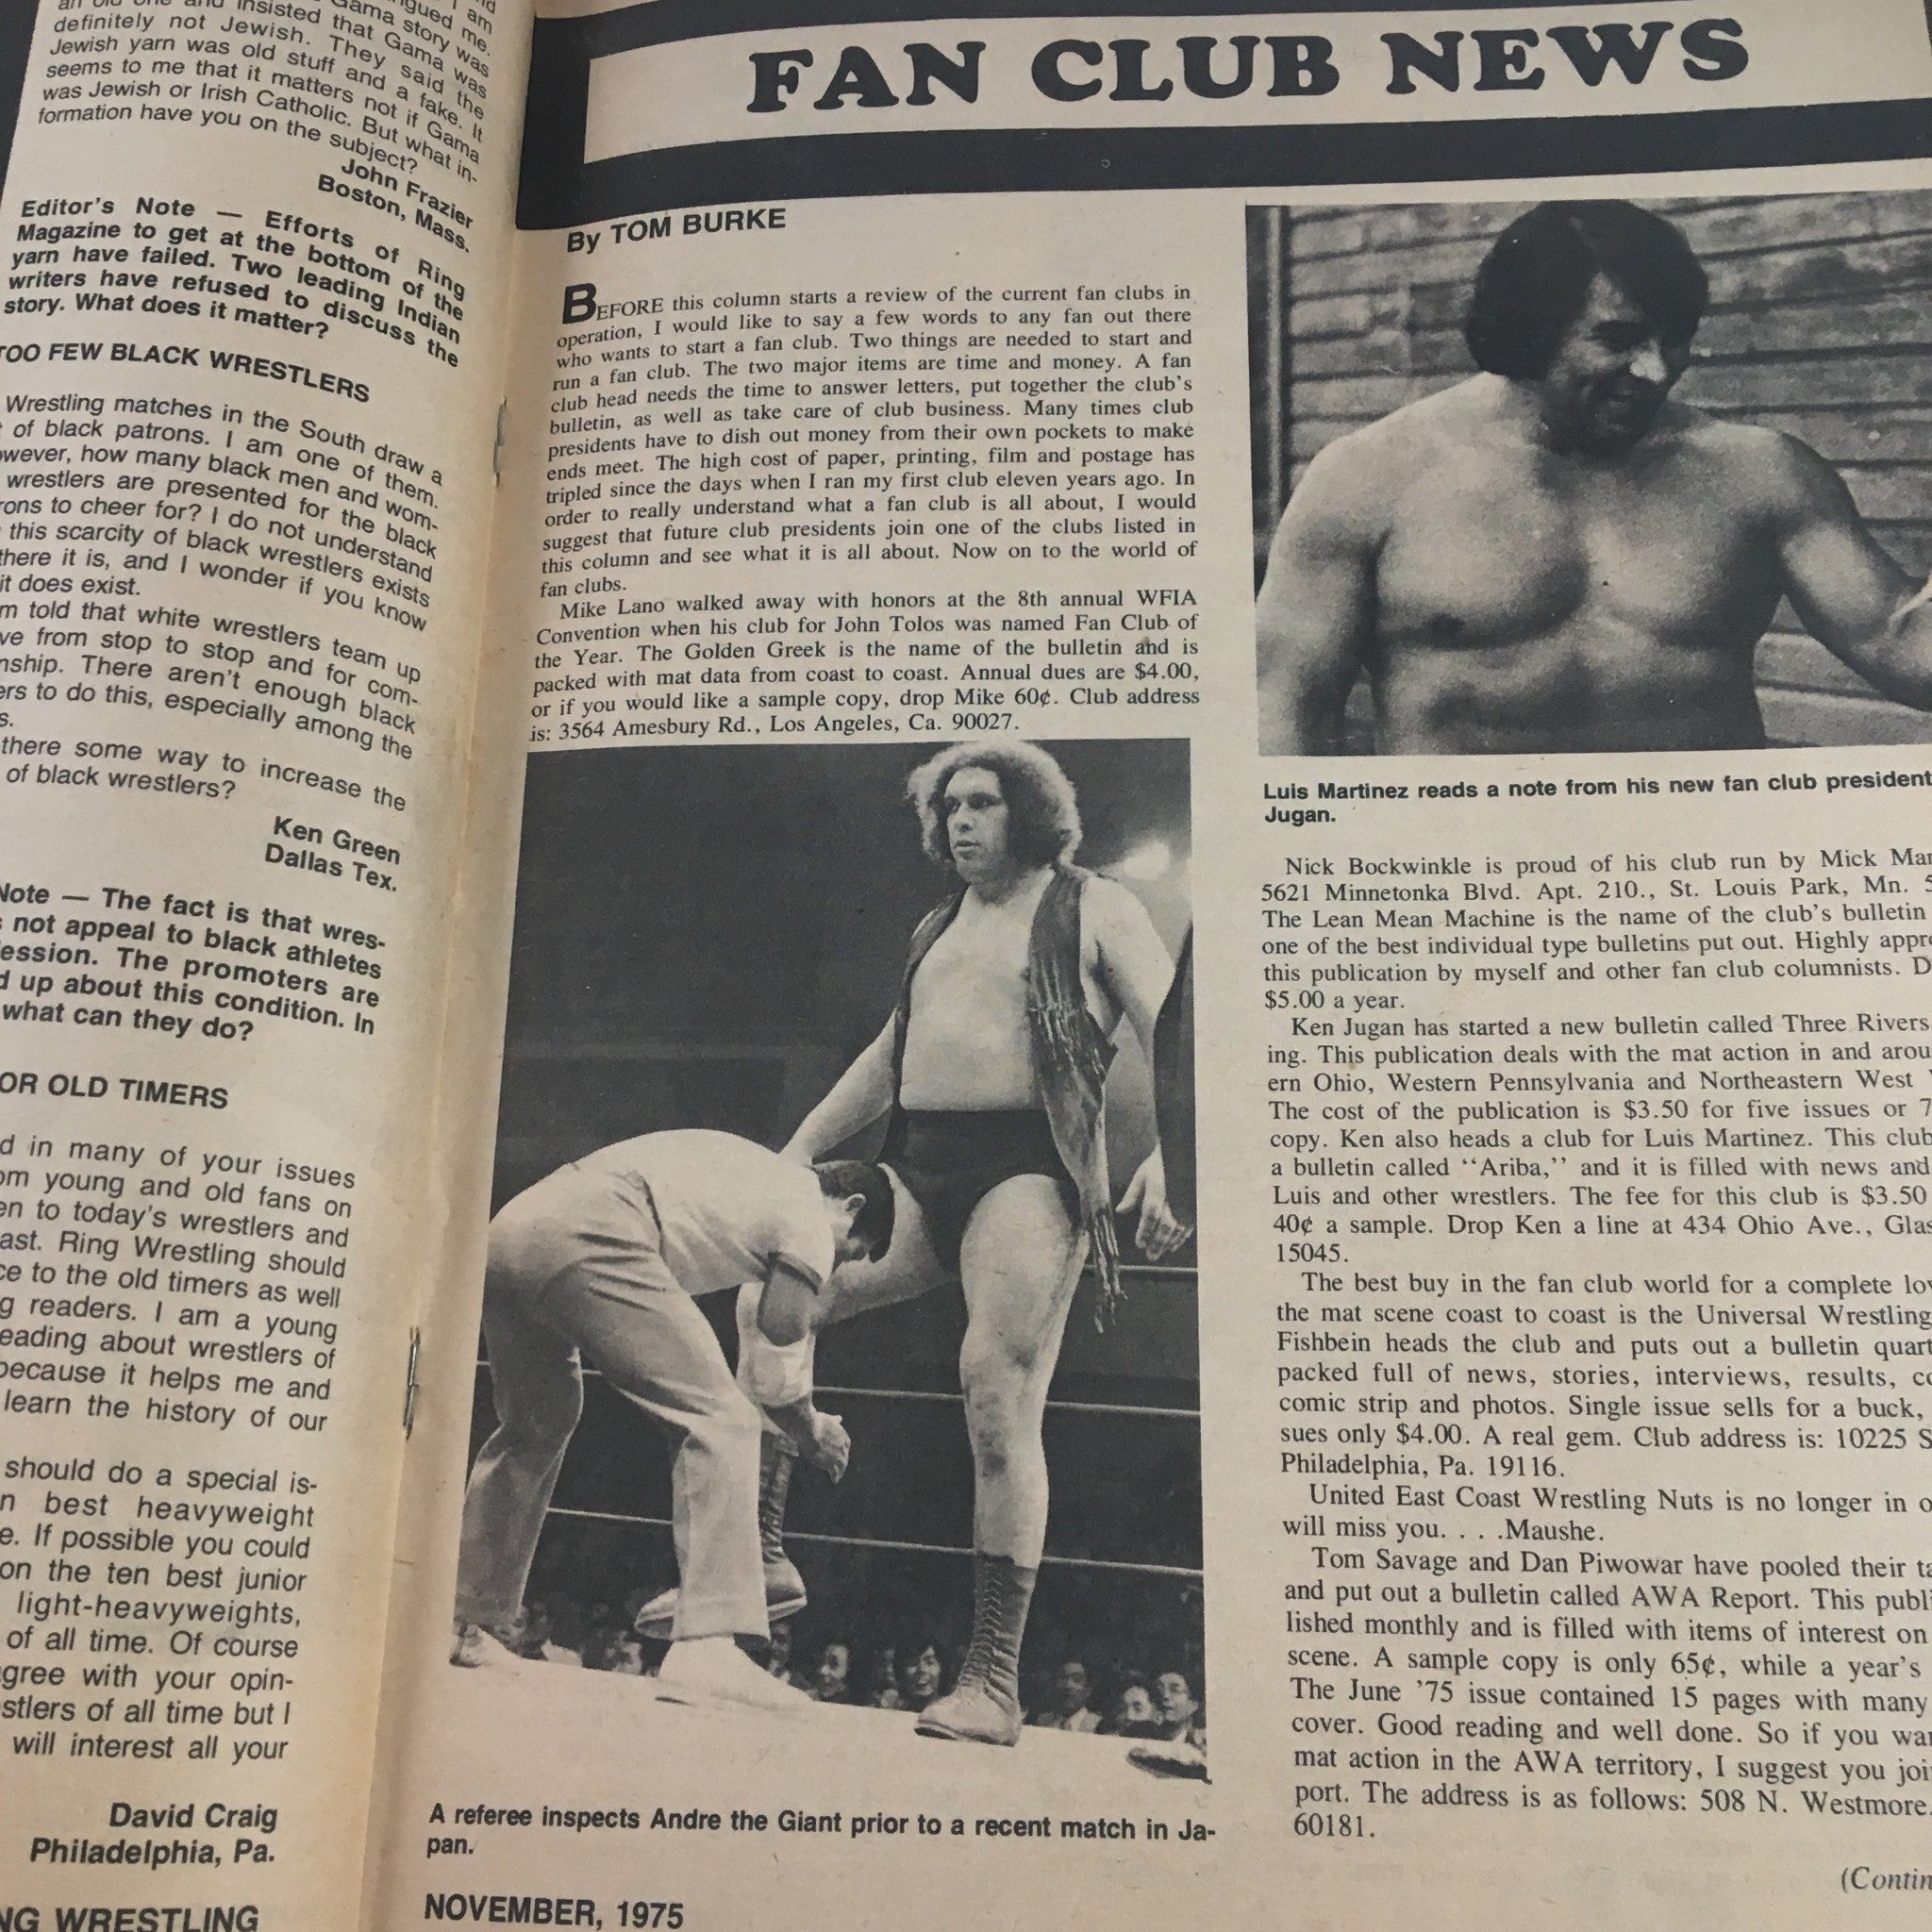 an old one and insisted that Gama was
definitely not Jewish. They said the
Jewish yarn was old stuff and a fake. It
seems to me that it matters not if Gama
was Jewish or Irish Catholic. But what in-
formation have you on the subject?
John Frazier
Boston, Mass.
Editor's Note — Efforts of Ring
Magazine to get at the bottom of the
yarn have failed. Two leading Indian
writers have refused to discuss the
story. What does it matter?
TOO FEW BLACK WRESTLERS
Wrestling matches in the South draw a
of black patrons. I am one of them.
how many black men and wom-
wrestlers are presented for the black
to cheer for? I do not understand
this scarcity of black wrestlers exists
there it is, and I wonder if you know
it does exist.
told that white wrestlers team up
from stop to stop and for com-
There aren't enough black
to do this, especially among the
there some way to increase the
of black wrestlers?
Ken Green
Dallas Tex.
Note — The fact is that wres-
not appeal to black athletes
The promoters are
up about this condition. In
what can they do?
OR OLD TIMERS
in many of your issues
young and old fans on
to today's wrestlers and
Ring Wrestling should
to the old timers as well
readers. I am a young
reading about wrestlers of
because it helps me and
learn the history of our
should do a special is-
best heavyweight
If possible you could
on the ten best junior
light-heavyweights,
of all time. Of course
with your opin-
of all time but I
will interest all your
David Craig
Philadelphia, Pa.
WRESTLING
FAN CLUB NEWS
By TOM BURKE
BEFORE this column starts a review of the current fan clubs in
operation, I would like to say a few words to any fan out there
who wants to start a fan club. Two things are needed to start and
run a fan club. The two major items are time and money. A fan
club head needs the time to answer letters, put together the club's
bulletin, as well as take care of club business. Many times club
presidents have to dish out money from their own pockets to make
ends meet. The high cost of paper, printing, film and postage has
tripled since the days when I ran my first club eleven years ago. In
order to really understand what a fan club is all about, I would
suggest that future club presidents join one of the clubs listed in
this column and see what it is all about. Now on to the world of
fan clubs.
Mike Lano walked away with honors at the 8th annual WFIA
Convention when his club for John Tolos was named Fan Club of
the Year. The Golden Greek is the name of the bulletin and is
packed with mat data from coast to coast. Annual dues are $4.00,
or if you would like a sample copy, drop Mike 60¢. Club address
is: 3564 Amesbury Rd., Los Angeles, Ca. 90027.
A referee inspects Andre the Giant prior to a recent match in Ja-
pan.
NOVEMBER, 1975
Luis Martinez reads a note from his new fan club president
Jugan.
Nick Bockwinkle is proud of his club run by Mick
5621 Minnetonka Blvd. Apt. 210., St. Louis Park, Mn.
The Lean Mean Machine is the name of the club's bulletin
one of the best individual type bulletins put out. Highly
this publication by myself and other fan club columnists.
$5.00 a year.
Ken Jugan has started a new bulletin called Three Rivers
ing. This publication deals with the mat action in and
ern Ohio, Western Pennsylvania and Northeastern West
The cost of the publication is $3.50 for five issues or
copy. Ken also heads a club for Luis Martinez. This club
a bulletin called ‘‘Ariba,’’ and it is filled with news and
Luis and other wrestlers. The fee for this club is $3.50
40¢ a sample. Drop Ken a line at 434 Ohio Ave.,
15045.
The best buy in the fan club world for a complete
the mat scene coast to coast is the Universal Wrestling
Fishbein heads the club and puts out a bulletin
packed full of news, stories, interviews, results,
comic strip and photos. Single issue sells for a buck,
sues only $4.00. A real gem. Club address is: 10225
Philadelphia, Pa. 19116.
United East Coast Wrestling Nuts is no longer in
will miss you. . . .Maushe.
Tom Savage and Dan Piwowar have pooled their
and put out a bulletin called AWA Report. This
lished monthly and is filled with items of interest on
scene. A sample copy is only 65¢, while a year's
The June '75 issue contained 15 pages with many
cover. Good reading and well done. So if you
mat action in the AWA territory, I suggest you
port. The address is as follows: 508 N. Westmore.
60181.